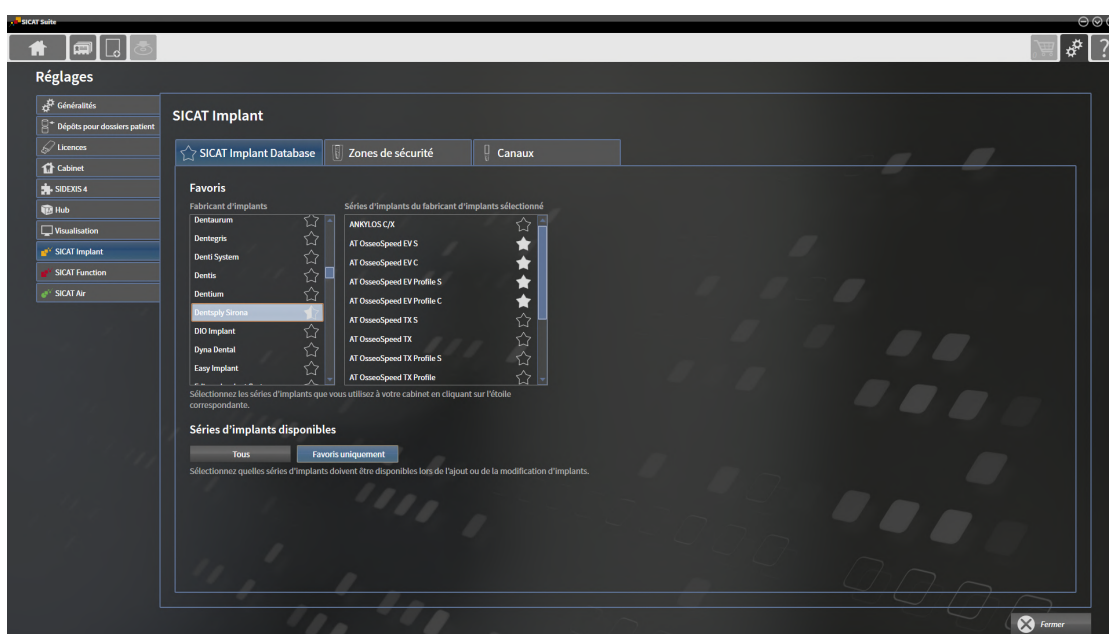 SICAT Suite
Réglages
Généralités
Dépôts pour dossiers patient
Licences
Cabinet
SIDEXIS 4
Hub
Visualisation
SICAT Implant
SICAT Function
SICAT Air
SICAT Implant
SICAT Implant Database
Zones de sécurité
Canaux
Favoris
Fabricant d'implants
Dentaurum
Dentegris
Denti System
Dentis
Dentium
Dentsply Sirona
DIO Implant
Dyna Dental
Easy Implant
Séries d'implants du fabricant d'implants sélectionné
ANKYLOS C/X
AT OsseoSpeed EV S
AT OsseoSpeed EV C
AT OsseoSpeed EV Profile S
AT OsseoSpeed EV Profile C
AT OsseoSpeed TX S
AT OsseoSpeed TX
AT OsseoSpeed TX Profile S
AT OsseoSpeed TX Profile
Sélectionnez les séries d'implants que vous utilisez à votre cabinet en cliquant sur l'étoile
correspondante.
Séries d'implants disponibles
Tous
Favoris uniquement
Sélectionnez quelles séries d'implants doivent être disponibles lors de l'ajout ou de la modification d'implants.
Fermer